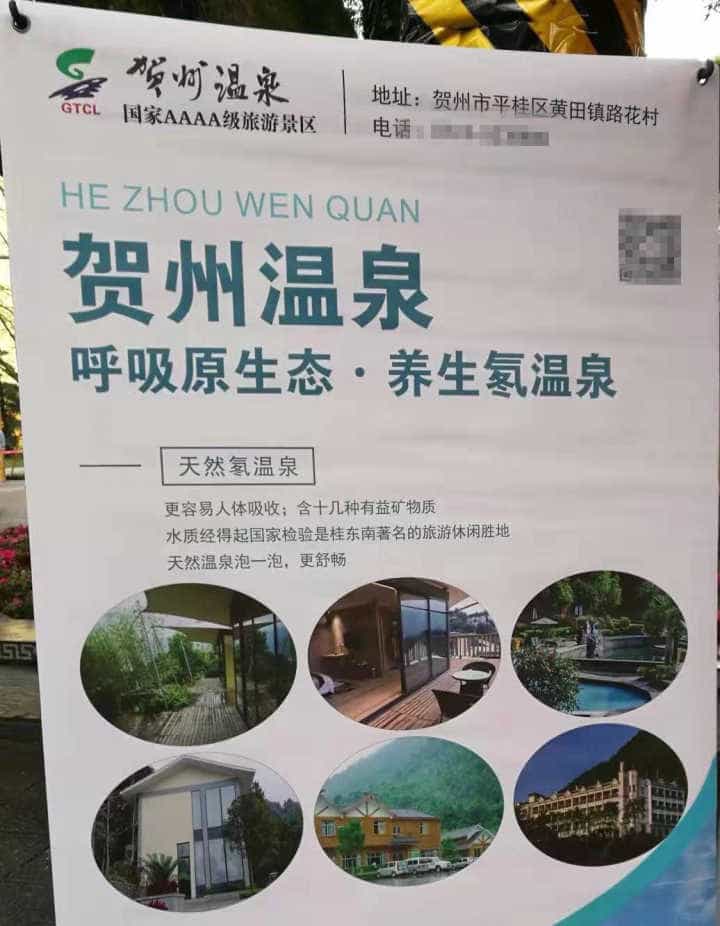 贺州温泉
GTCL
国家AAAA级旅游景区
地址：贺州市平桂区黄田镇路花村
电话：
HE ZHOU WEN QUAN
贺州温泉
呼吸原生态·养生氡温泉
天然氡温泉
更容易人体吸收；含十几种有益矿物质
水质经得起国家检验是桂东南著名的旅游休闲胜地
天然温泉泡一泡，更舒畅